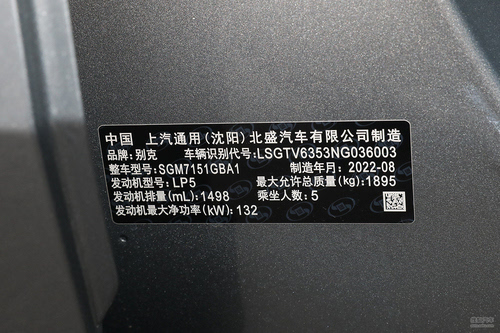 中国 上汽通用(沈阳)北盛汽车有限公司制造
品牌:别克 车辆识别代号:LSGTV6353NG036003
整车型号:SGM7151GBA1 制造年月:2022-08
发动机型号:LP5 最大允许总质量(kg):1895
发动机排量(mL):1498 乘坐人数:5
发动机最大净功率(kW):132